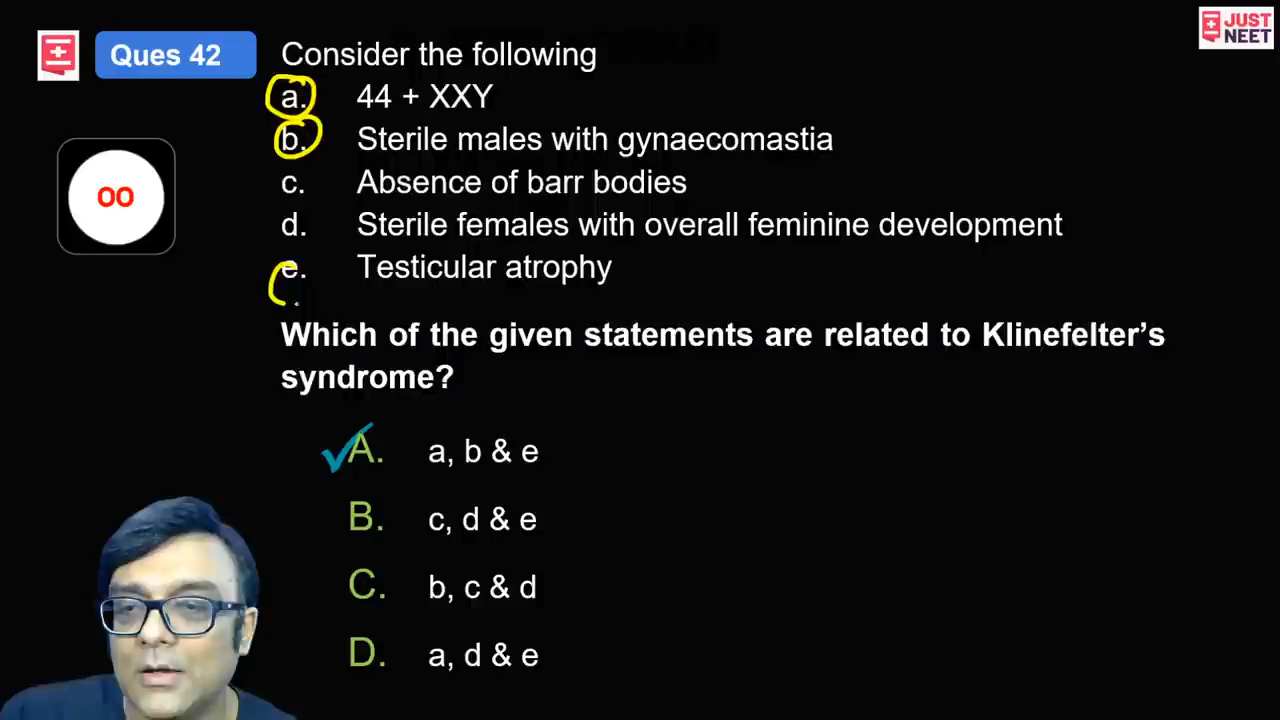 JUST
NEET
Ques 42
Consider the following
a. 44 + XXY
b. Sterile males with gynaecomastia
c. Absence of barr bodies
d. Sterile females with overall feminine development
e. Testicular atrophy
00
Which of the given statements are related to Klinefelter’s
syndrome?
A. a, b & e
B. c, d & e
C. b, c & d
D. a, d & e